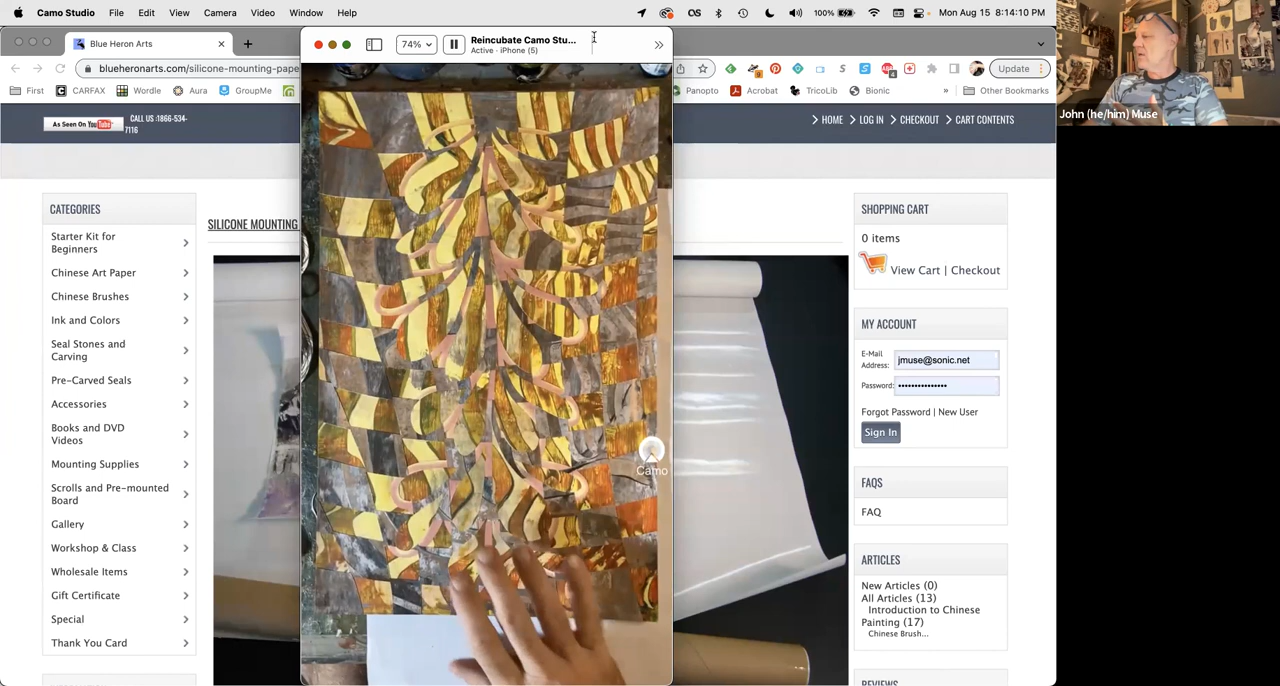 Camo Studio File Edit View Camera Video Window Help
100% Mon Aug 15 8:14:10 PM
Blue Heron Arts
74%
Reincubate Camo Stu...
Active · iPhone (5)
blueheronarts.com/silicone-mounting-pape
Update
First CARFAX Wordle Aura GroupMe
Panopto Acrobat TricoLib Bionic » Other Bookmarks
John (he/him) Muse
As Seen On YouTube
CALL US :1866-534-
7116
HOME LOG IN CHECKOUT CART CONTENTS
CATEGORIES
Starter Kit for
Beginners
Chinese Art Paper
Chinese Brushes
Ink and Colors
Seal Stones and
Carving
Pre-Carved Seals
Accessories
Books and DVD
Videos
Mounting Supplies
Scrolls and Pre-mounted
Board
Gallery
Workshop & Class
Wholesale Items
Gift Certificate
Special
Thank You Card
SILICONE MOUNTING
Camo
SHOPPING CART
0 items
View Cart | Checkout
MY ACCOUNT
E-Mail
Address:
jmuse@sonic.net
Password:
Forgot Password | New User
Sign In
FAQS
FAQ
ARTICLES
New Articles (0)
All Articles (13)
Introduction to Chinese
Painting (17)
Chinese Brush...
REVIEWS